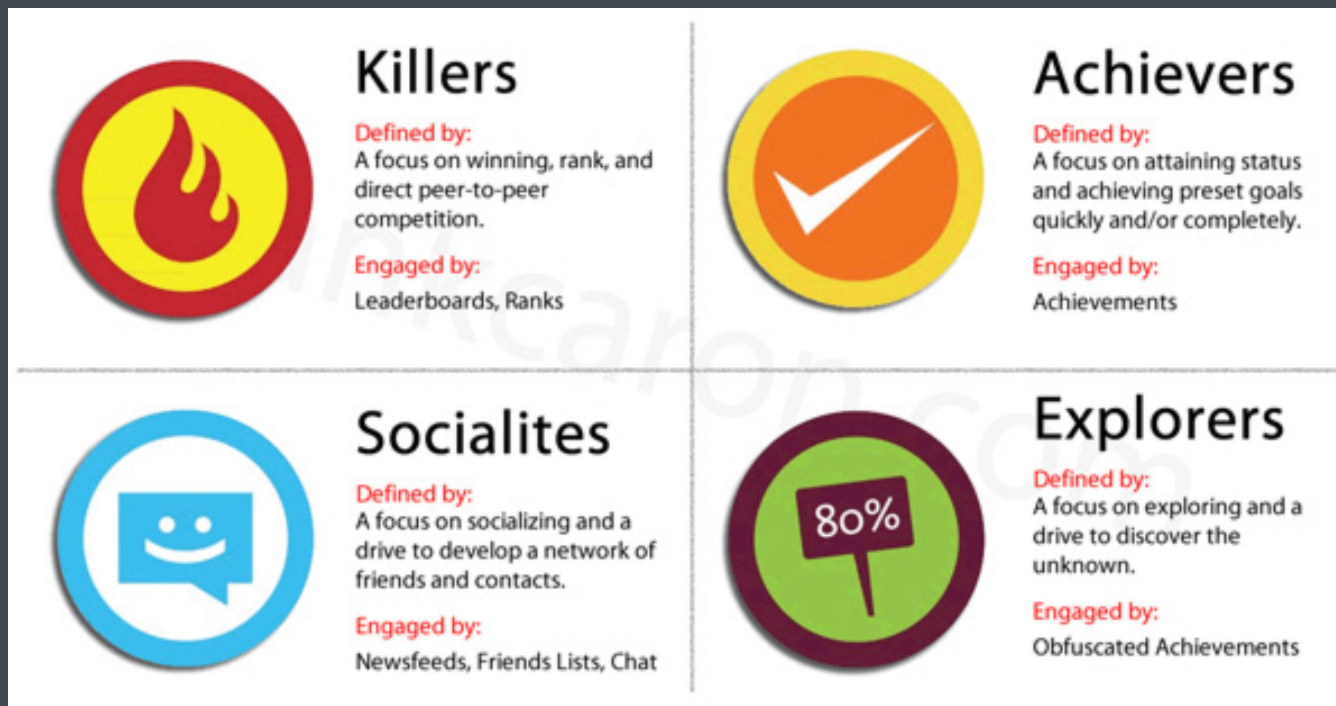 Killers
Defined by:
A focus on winning, rank, and
direct peer-to-peer
competition.
Engaged by:
Leaderboards, Ranks
Achievers
Defined by:
A focus on attaining status
and achieving preset goals
quickly and/or completely.
Engaged by:
Achievements
Socialites
Defined by:
A focus on socializing and a
drive to develop a network of
friends and contacts.
Engaged by:
Newsfeeds, Friends Lists, Chat
80%
Explorers
Defined by:
A focus on exploring and a
drive to discover the
unknown.
Engaged by:
Obfuscated Achievements